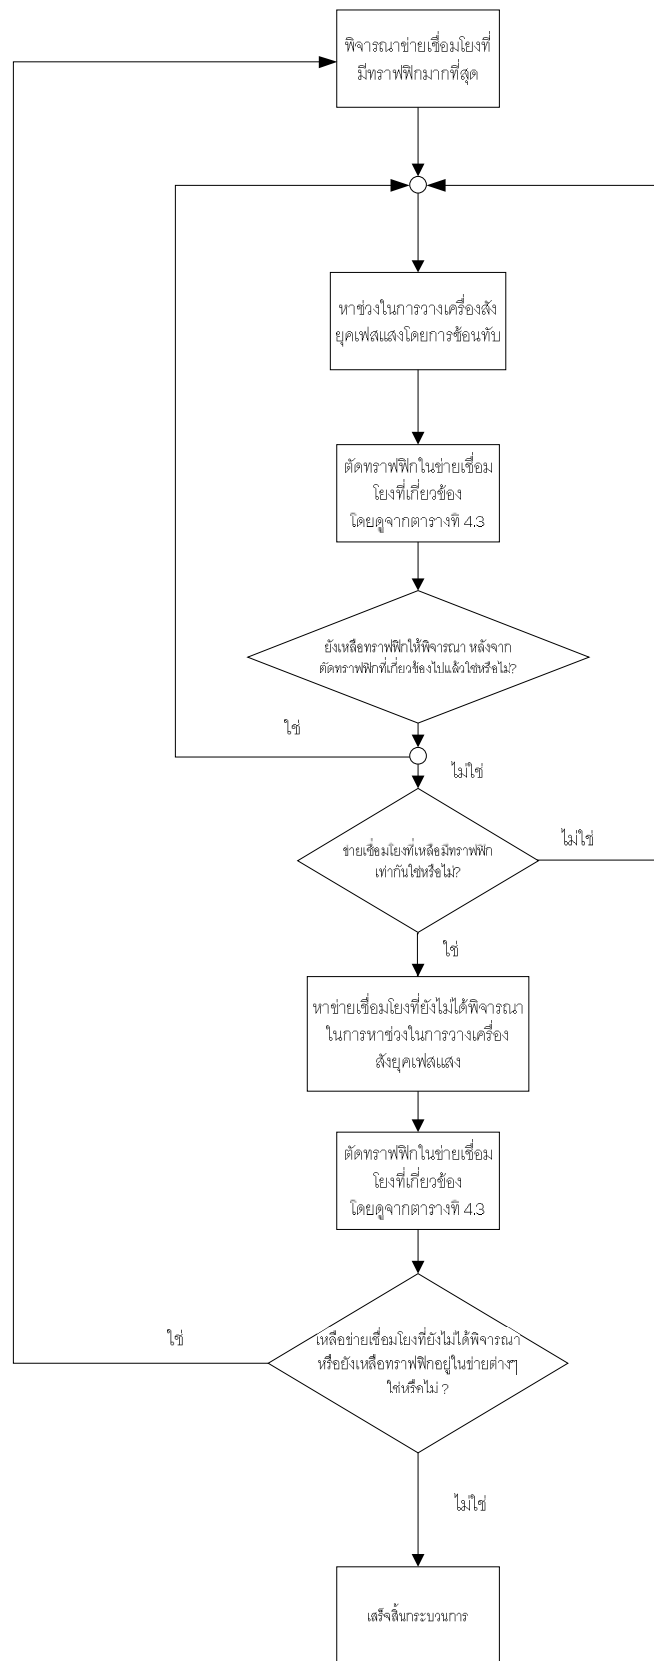 พิจารณาข่ายเชื่อมโยงที่
มีทราฟฟิกมากที่สุด
หาช่วงในการวางเครื่องสัง
ยุคเฟสแสงโดยการซ้อนทับ
ตัดทราฟฟิกในข่ายเชื่อม
โยงที่เกี่ยวข้อง
โดยดูจากตารางที 4.3
ยังเหลือทราฟฟิกให้พิจารณา หลังจาก
ตัดทราฟฟิกที่เกี่ยวข้องไปแล้วใช่หรือไม่?
ใช่
ไม่ใช่
ข่ายเชื่อมโยงที่เหลือมีทราฟฟิก
เท่ากันใช่หรือไม่?
ไม่ใช่
ใช่
หาข่ายเชื่อมโยงที่ยังไม่ได้พิจารณา
ในการหาช่วงในการวางเครื่อง
สังยุคเฟสแสง
ตัดทราฟฟิกในข่ายเชื่อม
โยงที่เกี่ยวข้อง
โดยดูจากตารางที 4.3
เหลือข่ายเชื่อมโยงที่ยังไม่ได้พิจารณา
หรือยังเหลือทราฟฟิกอยู่ในข่ายต่างๆ
ใช่หรือไม่ ?
ใช่
ไม่ใช่
เสร็จสิ้นกระบวนการ